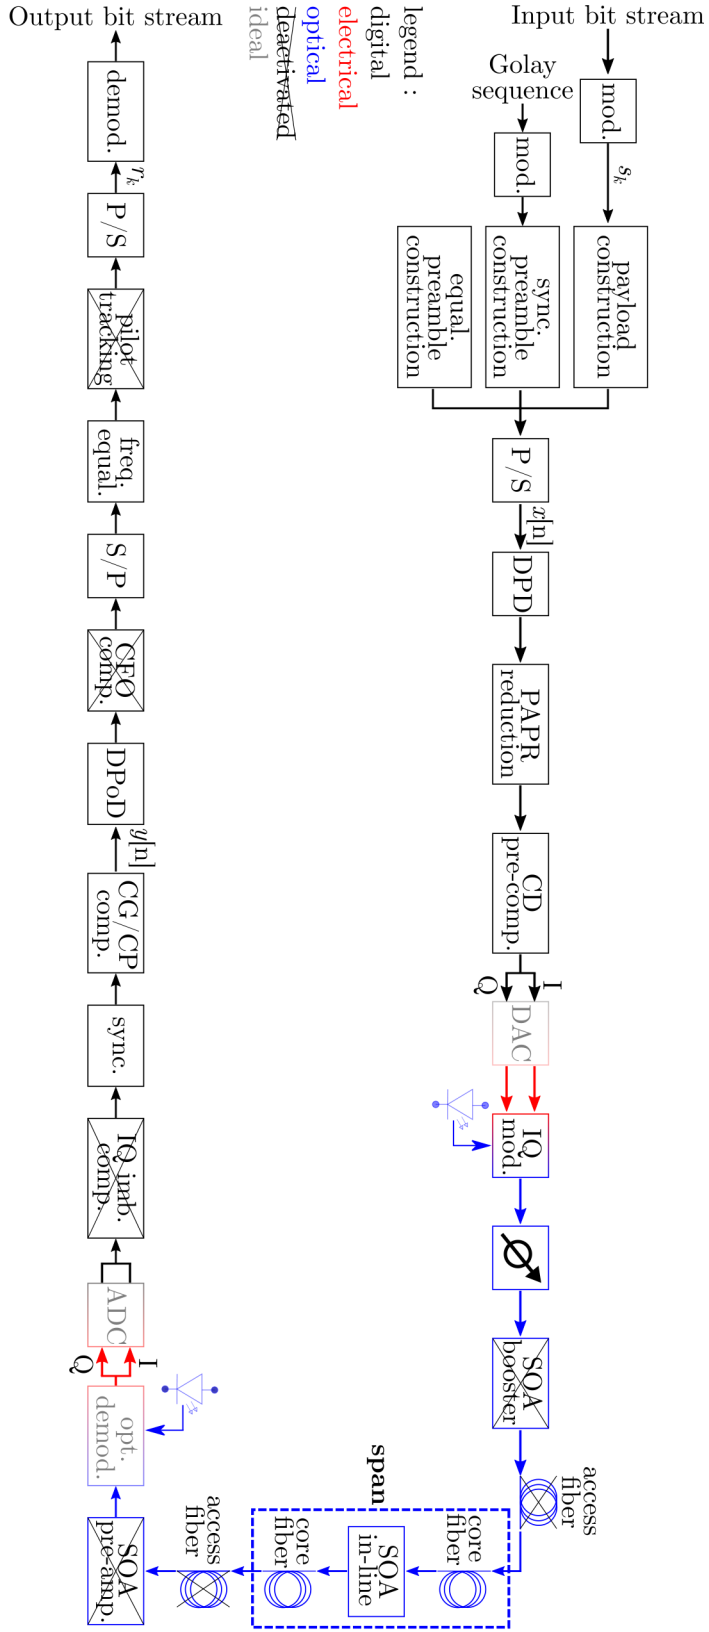 Input bit stream
mod.
s_k
payload
construction
Golay
sequence
mod.
sync.
preamble
construction
equal.
preamble
construction
P/S
x[n]
DPD
PAPR
reduction
CD
pre-comp.
I
Q
DAC
IQ
mod.
SOA
booster
access
fiber
span
core
fiber
SOA
in-line
core
fiber
access
fiber
SOA
pre-amp.
opt.
demod.
I
Q
ADC
IQ imb.
comp.
sync.
CG/CP
comp.
y[n]
DPoD
CFO
comp.
S/P
freq.
equal.
pilot
tracking
P/S
r_k
demod.
Output bit stream
legend :
digital
electrical
optical
deactivated
ideal